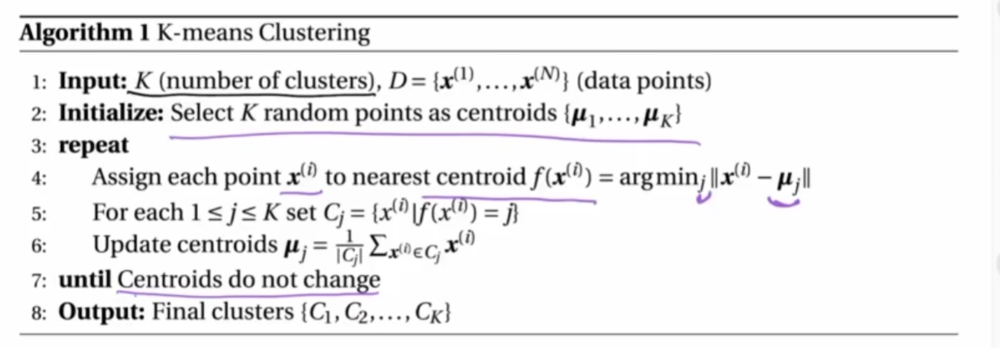 Algorithm 1 K-means Clustering
1: Input: K (number of clusters), D = {x^(1),...,x^(N)} (data points)
2: Initialize: Select K random points as centroids {μ_1,...,μ_K}
3: repeat
4: Assign each point x^(i) to nearest centroid f(x^(i)) = arg min_j ‖x^(i) − μ_j‖
5: For each 1 ≤ j ≤ K set C_j = {x^(i)|f(x^(i)) = j}
6: Update centroids μ_j = 1/|C_j| ∑_{x^(i)∈C_j} x^(i)
7: until Centroids do not change
8: Output: Final clusters {C_1, C_2,..., C_K}